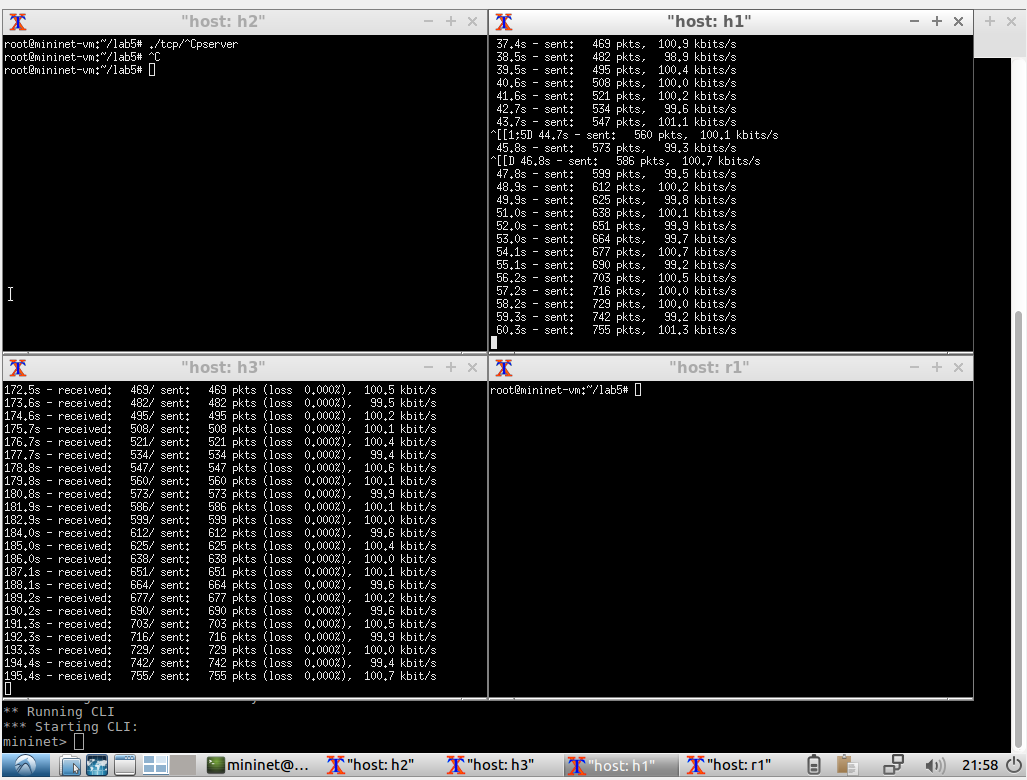 "host: h2"
root@mininet-vm:~/lab5# ./tcp/^Cpserver
root@mininet-vm:~/lab5# ^C
root@mininet-vm:~/lab5#
"host: h1"
37.4s - sent:   469 pkts,  100.9 kbits/s
38.5s - sent:   482 pkts,   98.9 kbits/s
39.5s - sent:   495 pkts,  100.4 kbits/s
40.6s - sent:   508 pkts,  100.0 kbits/s
41.6s - sent:   521 pkts,  100.2 kbits/s
42.7s - sent:   534 pkts,   99.6 kbits/s
43.7s - sent:   547 pkts,  101.1 kbits/s
^[[1;5D 44.7s - sent:   560 pkts,  100.1 kbits/s
45.8s - sent:   573 pkts,   99.3 kbits/s
^[[D 46.8s - sent:   586 pkts,  100.7 kbits/s
47.8s - sent:   599 pkts,   99.5 kbits/s
48.9s - sent:   612 pkts,  100.2 kbits/s
49.9s - sent:   625 pkts,   99.8 kbits/s
51.0s - sent:   638 pkts,  100.1 kbits/s
52.0s - sent:   651 pkts,   99.9 kbits/s
53.0s - sent:   664 pkts,   99.7 kbits/s
54.1s - sent:   677 pkts,  100.7 kbits/s
55.1s - sent:   690 pkts,   99.2 kbits/s
56.2s - sent:   703 pkts,  100.5 kbits/s
57.2s - sent:   716 pkts,  100.0 kbits/s
58.2s - sent:   729 pkts,  100.0 kbits/s
59.3s - sent:   742 pkts,   99.2 kbits/s
60.3s - sent:   755 pkts,  101.3 kbits/s
"host: h3"
172.5s - received:   469/ sent:   469 pkts (loss  0.000%),  100.5 kbit/s
173.6s - received:   482/ sent:   482 pkts (loss  0.000%),   99.5 kbit/s
174.6s - received:   495/ sent:   495 pkts (loss  0.000%),  100.2 kbit/s
175.7s - received:   508/ sent:   508 pkts (loss  0.000%),  100.1 kbit/s
176.7s - received:   521/ sent:   521 pkts (loss  0.000%),  100.4 kbit/s
177.7s - received:   534/ sent:   534 pkts (loss  0.000%),   99.4 kbit/s
178.8s - received:   547/ sent:   547 pkts (loss  0.000%),  100.6 kbit/s
179.8s - received:   560/ sent:   560 pkts (loss  0.000%),  100.1 kbit/s
180.8s - received:   573/ sent:   573 pkts (loss  0.000%),   99.9 kbit/s
181.9s - received:   586/ sent:   586 pkts (loss  0.000%),  100.1 kbit/s
182.9s - received:   599/ sent:   599 pkts (loss  0.000%),  100.0 kbit/s
184.0s - received:   612/ sent:   612 pkts (loss  0.000%),   99.6 kbit/s
185.0s - received:   625/ sent:   625 pkts (loss  0.000%),  100.4 kbit/s
186.0s - received:   638/ sent:   638 pkts (loss  0.000%),  100.0 kbit/s
187.1s - received:   651/ sent:   651 pkts (loss  0.000%),  100.1 kbit/s
188.1s - received:   664/ sent:   664 pkts (loss  0.000%),   99.6 kbit/s
189.2s - received:   677/ sent:   677 pkts (loss  0.000%),  100.2 kbit/s
190.2s - received:   690/ sent:   690 pkts (loss  0.000%),   99.6 kbit/s
191.3s - received:   703/ sent:   703 pkts (loss  0.000%),  100.5 kbit/s
192.3s - received:   716/ sent:   716 pkts (loss  0.000%),   99.9 kbit/s
193.3s - received:   729/ sent:   729 pkts (loss  0.000%),  100.0 kbit/s
194.4s - received:   742/ sent:   742 pkts (loss  0.000%),   99.4 kbit/s
195.4s - received:   755/ sent:   755 pkts (loss  0.000%),  100.7 kbit/s
"host: r1"
root@mininet-vm:~/lab5#
** Running CLI
*** Starting CLI:
mininet>
mininet@... "host: h2" "host: h3" "host: h1" "host: r1" 21:58